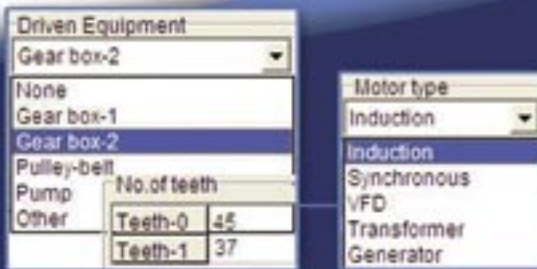 Driven Equipment
Gear box-2
None
Gear box-1
Gear box-2
Pulley-belt
Pump
Other
No.of teeth
Teeth-0 45
Teeth-1 37
Motor type
Induction
Induction
Synchronous
VFD
Transformer
Generator